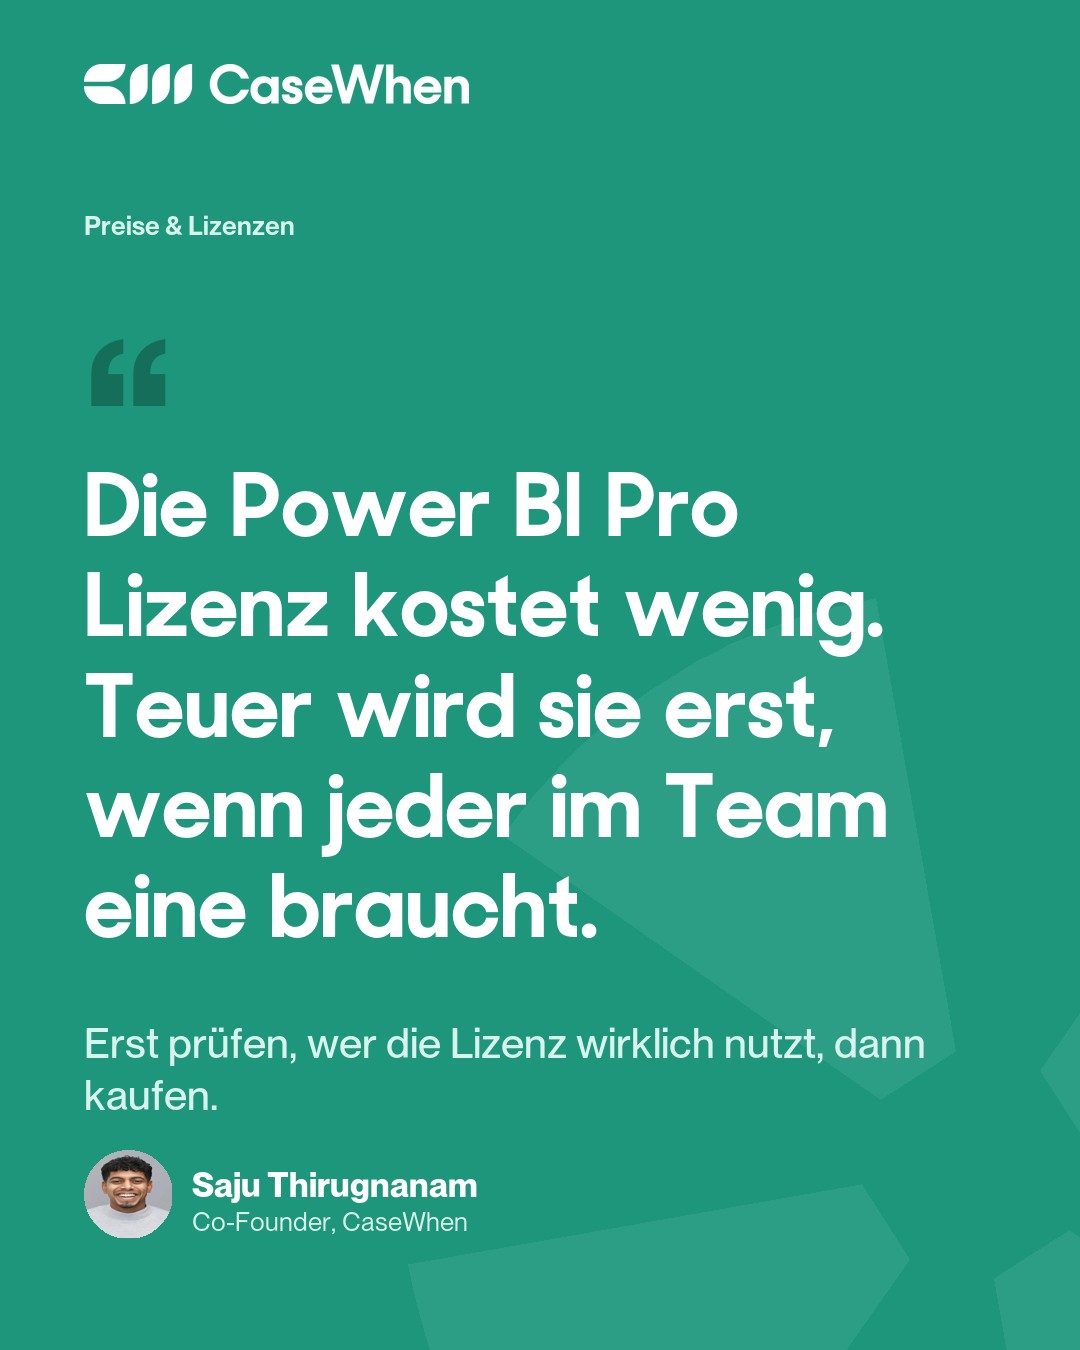 CaseWhen
Preise & Lizenzen
“
Die Power BI Pro
Lizenz kostet wenig.
Teuer wird sie erst,
wenn jeder im Team
eine braucht.
Erst prüfen, wer die Lizenz wirklich nutzt, dann
kaufen.
Saju Thirugnanam
Co-Founder, CaseWhen